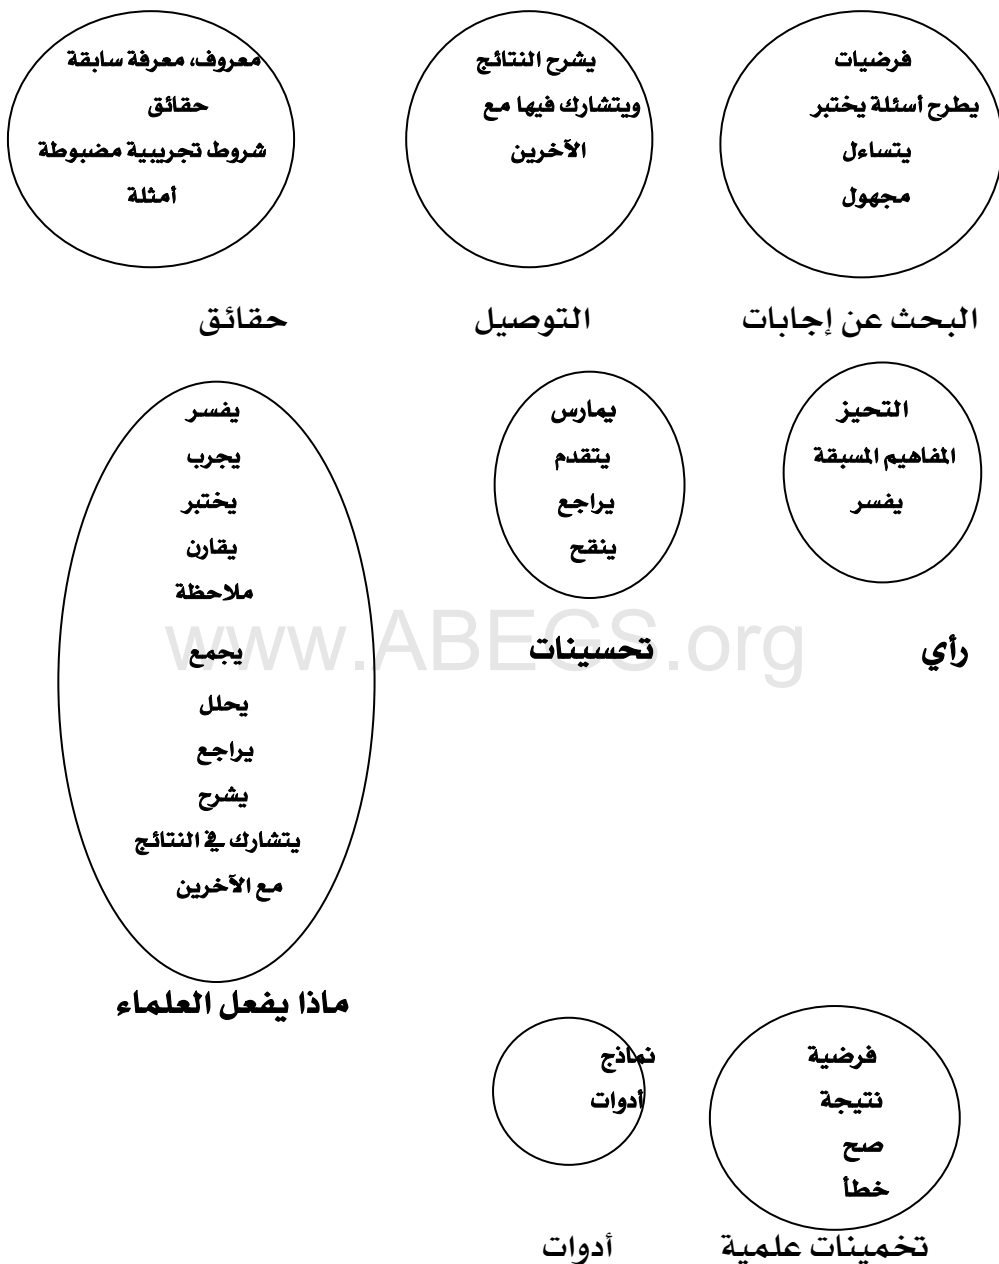 فرضيات
يطرح أسئلة يختبر
يتساءل
مجهول
البحث عن إجابات
يشرح النتائج
ويتشارك فيها مع
الآخرين
التوصيل
معروف، معرفة سابقة
حقائق
شروط تجريبية مضبوطة
أمثلة
حقائق
التحيز
المفاهيم المسبقة
يفسر
رأي
يمارس
يتقدم
يراجع
ينقح
تحسينات
يفسر
يجرب
يختبر
يقارن
ملاحظة
يجمع
يحلل
يراجع
يشرح
يتشارك في النتائج
مع الآخرين
ماذا يفعل العلماء
www.ABEGS.org
فرضية
نتيجة
صح
خطأ
تخمينات علمية
نماذج
أدوات
أدوات